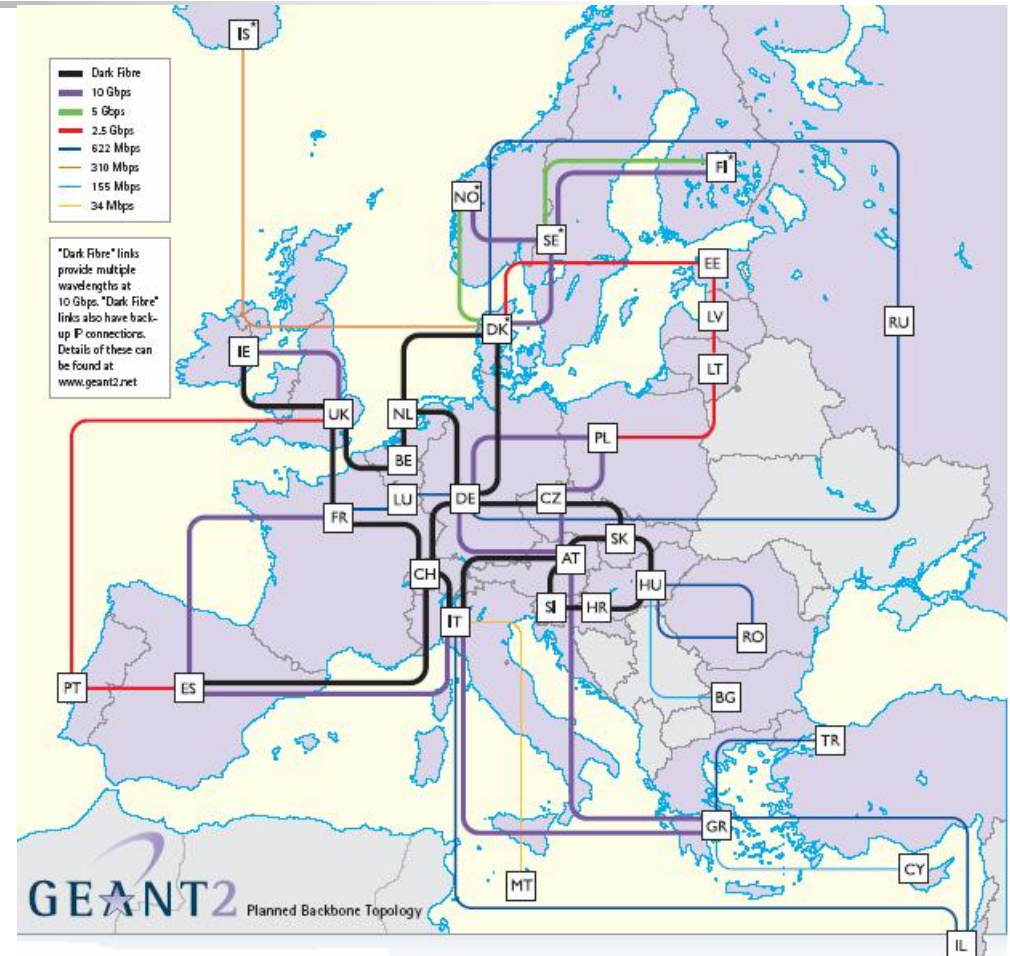 IS*
Dark Fibre
10 Gbps
5 Gbps
2.5 Gbps
622 Mbps
310 Mbps
155 Mbps
34 Mbps
"Dark Fibre" links
provide multiple
wavelengths at
10 Gbps. "Dark Fibre"
links also have back-
up IP connections.
Details of these can
be found at
www.geant2.net
FI*
NO*
SE*
EE
LV
RU
DK*
IE
LT
UK
NL
PL
BE
LU
DE
CZ
FR
SK
AT
CH
HU
SI
HR
IT
RO
PT
ES
BG
TR
GR
CY
MT
GEANT2 Planned Backbone Topology
IL